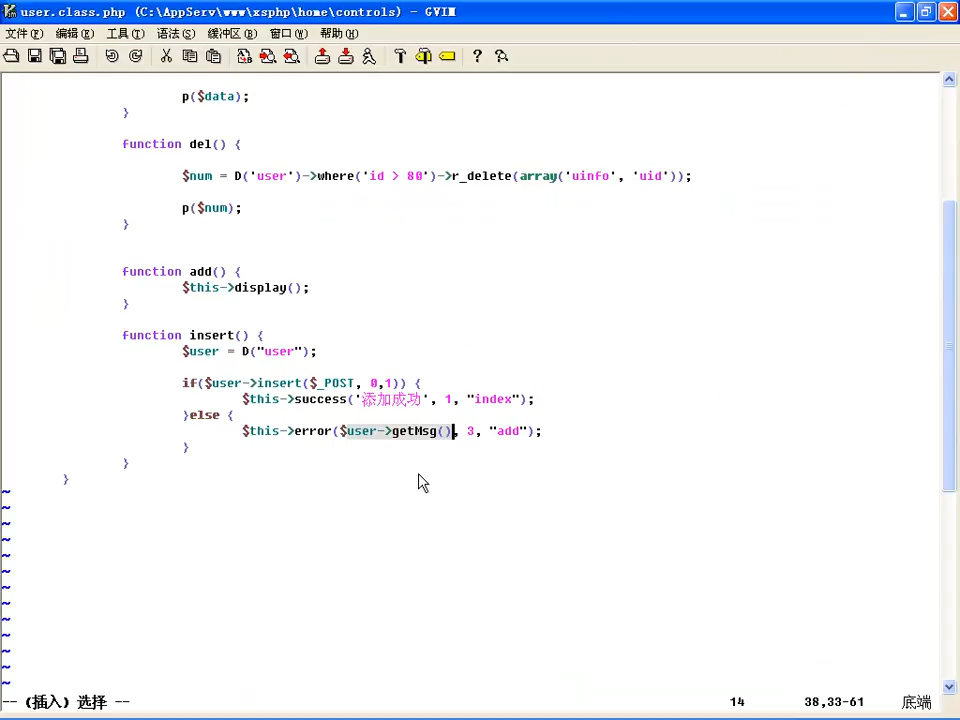 user.class.php (C:\AppServ\www\xsphp\home\controls) - GVIM
文件(F) 编辑(E) 工具(T) 语法(S) 缓冲区(B) 窗口(W) 帮助(H)
p($data);
}
function del() {
$num = D('user')->where('id > 80')->r_delete(array('uinfo', 'uid'));
p($num);
}
function add() {
$this->display();
}
function insert() {
$user = D("user");
if($user->insert($_POST, 0,1)) {
$this->success('添加成功', 1, "index");
}else {
$this->error($user->getMsg(), 3, "add");
}
}
}
~
~
~
~
~
~
~
~
~
~
~
~
~
-- (插入) 选择 -- 14 38,33-61 底端